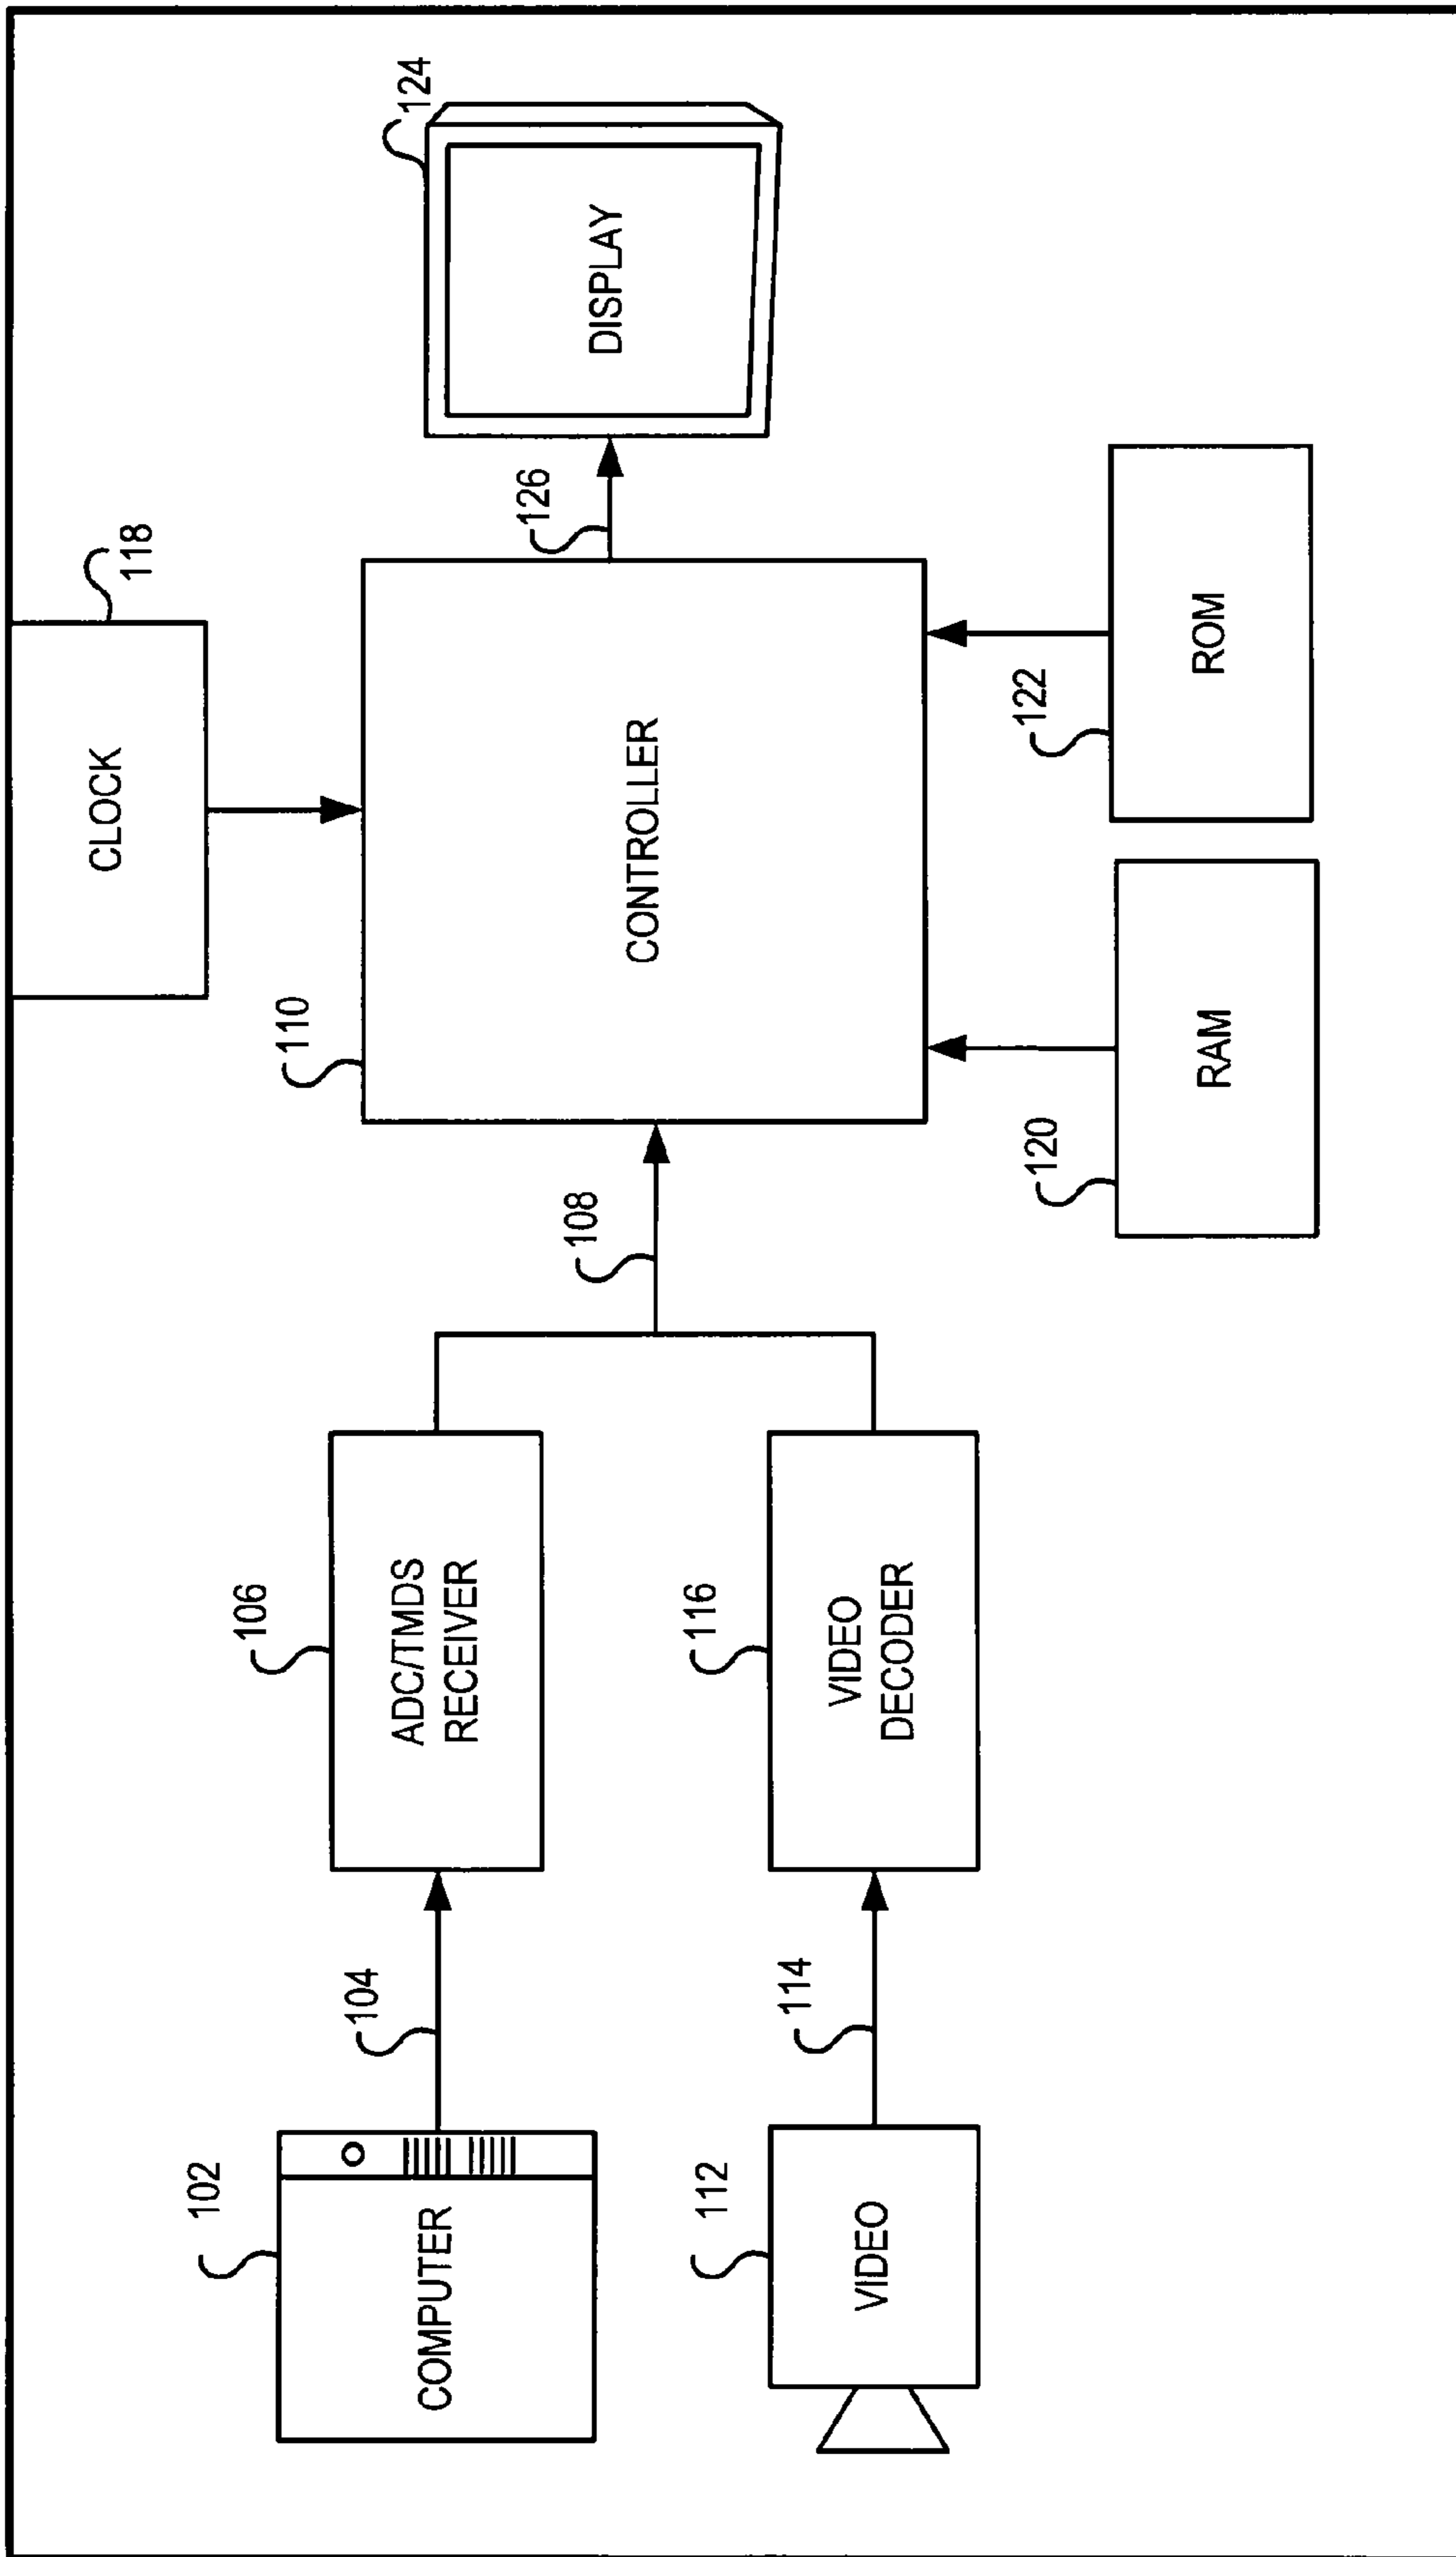 CLOCK
118
124
110
DISPLAY
102
104
106
108
126
COMPUTER
ADC/TMDS
RECEIVER
CONTROLLER
112
114
116
VIDEO
VIDEO
DECODER
120
122
RAM
ROM